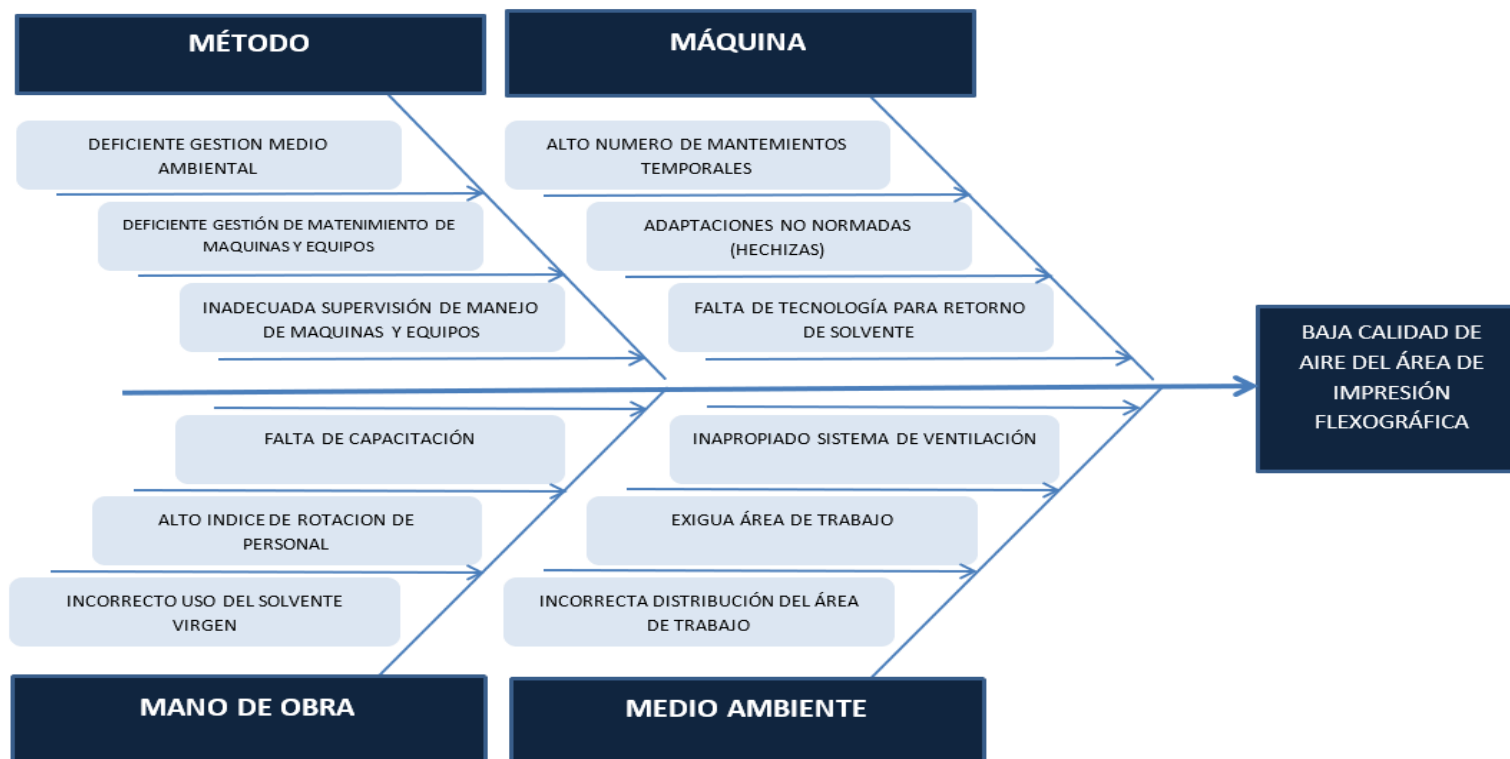 MÉTODO
MÁQUINA
DEFICIENTE GESTION MEDIO
AMBIENTAL
DEFICIENTE GESTIÓN DE MATENIMIENTO DE
MAQUINAS Y EQUIPOS
INADECUADA SUPERVISIÓN DE MANEJO
DE MAQUINAS Y EQUIPOS
ALTO NUMERO DE MANTEMIENTOS
TEMPORALES
ADAPTACIONES NO NORMADAS
(HECHIZAS)
FALTA DE TECNOLOGÍA PARA RETORNO
DE SOLVENTE
BAJA CALIDAD DE
AIRE DEL ÁREA DE
IMPRESIÓN
FLEXOGRÁFICA
FALTA DE CAPACITACIÓN
ALTO INDICE DE ROTACION DE
PERSONAL
INCORRECTO USO DEL SOLVENTE
VIRGEN
INAPROPIADO SISTEMA DE VENTILACIÓN
EXIGUA ÁREA DE TRABAJO
INCORRECTA DISTRIBUCIÓN DEL ÁREA
DE TRABAJO
MANO DE OBRA
MEDIO AMBIENTE